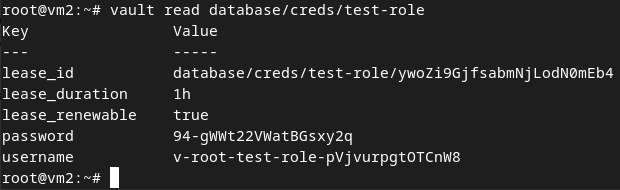 root@vm2:~# vault read database/creds/test-role
Key                Value
---                -----
lease_id           database/creds/test-role/ywoZi9GjfsabmNjLodN0mEb4
lease_duration     1h
lease_renewable    true
password           94-gWWt22VWatBGsxy2q
username           v-root-test-role-pVjvurpgtOTCnW8
root@vm2:~#